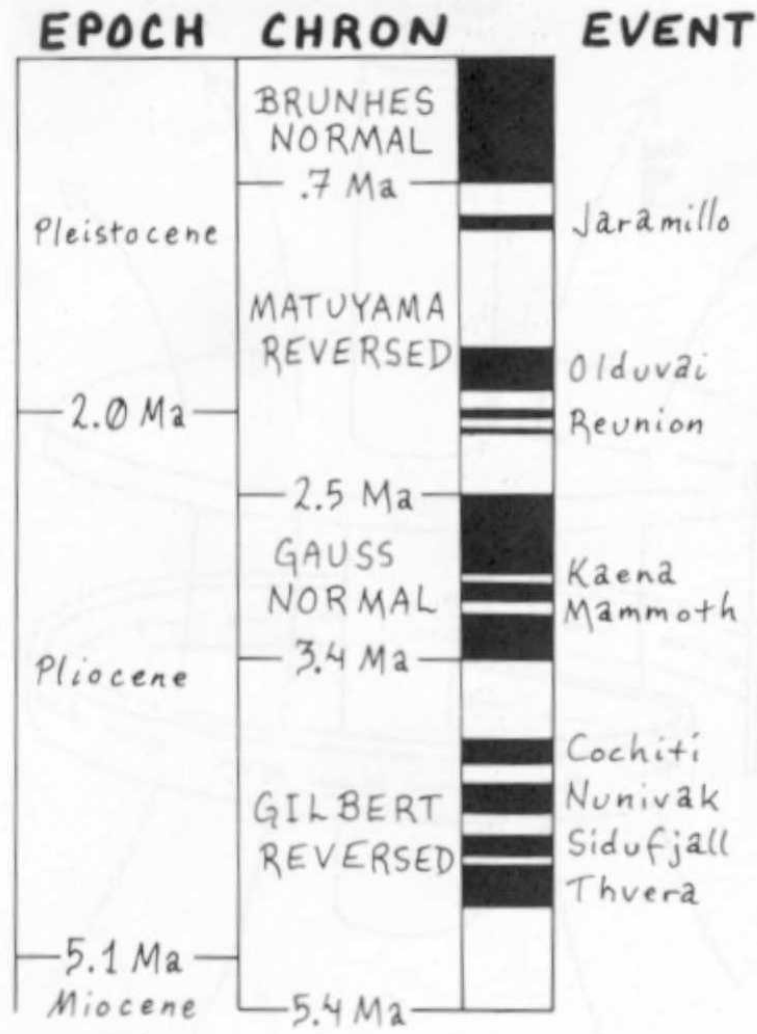 EPOCH CHRON EVENT
BRUNHES
NORMAL
.7 Ma
Pleistocene
Jaramillo
MATUYAMA
REVERSED
Olduvai
2.0 Ma
Reunion
2.5 Ma
GAUSS
NORMAL
Kaena
Mammoth
3.4 Ma
Pliocene
Cochiti
Nunivak
GILBERT
REVERSED
Sidufjall
Thvera
5.1 Ma
Miocene
5.4 Ma